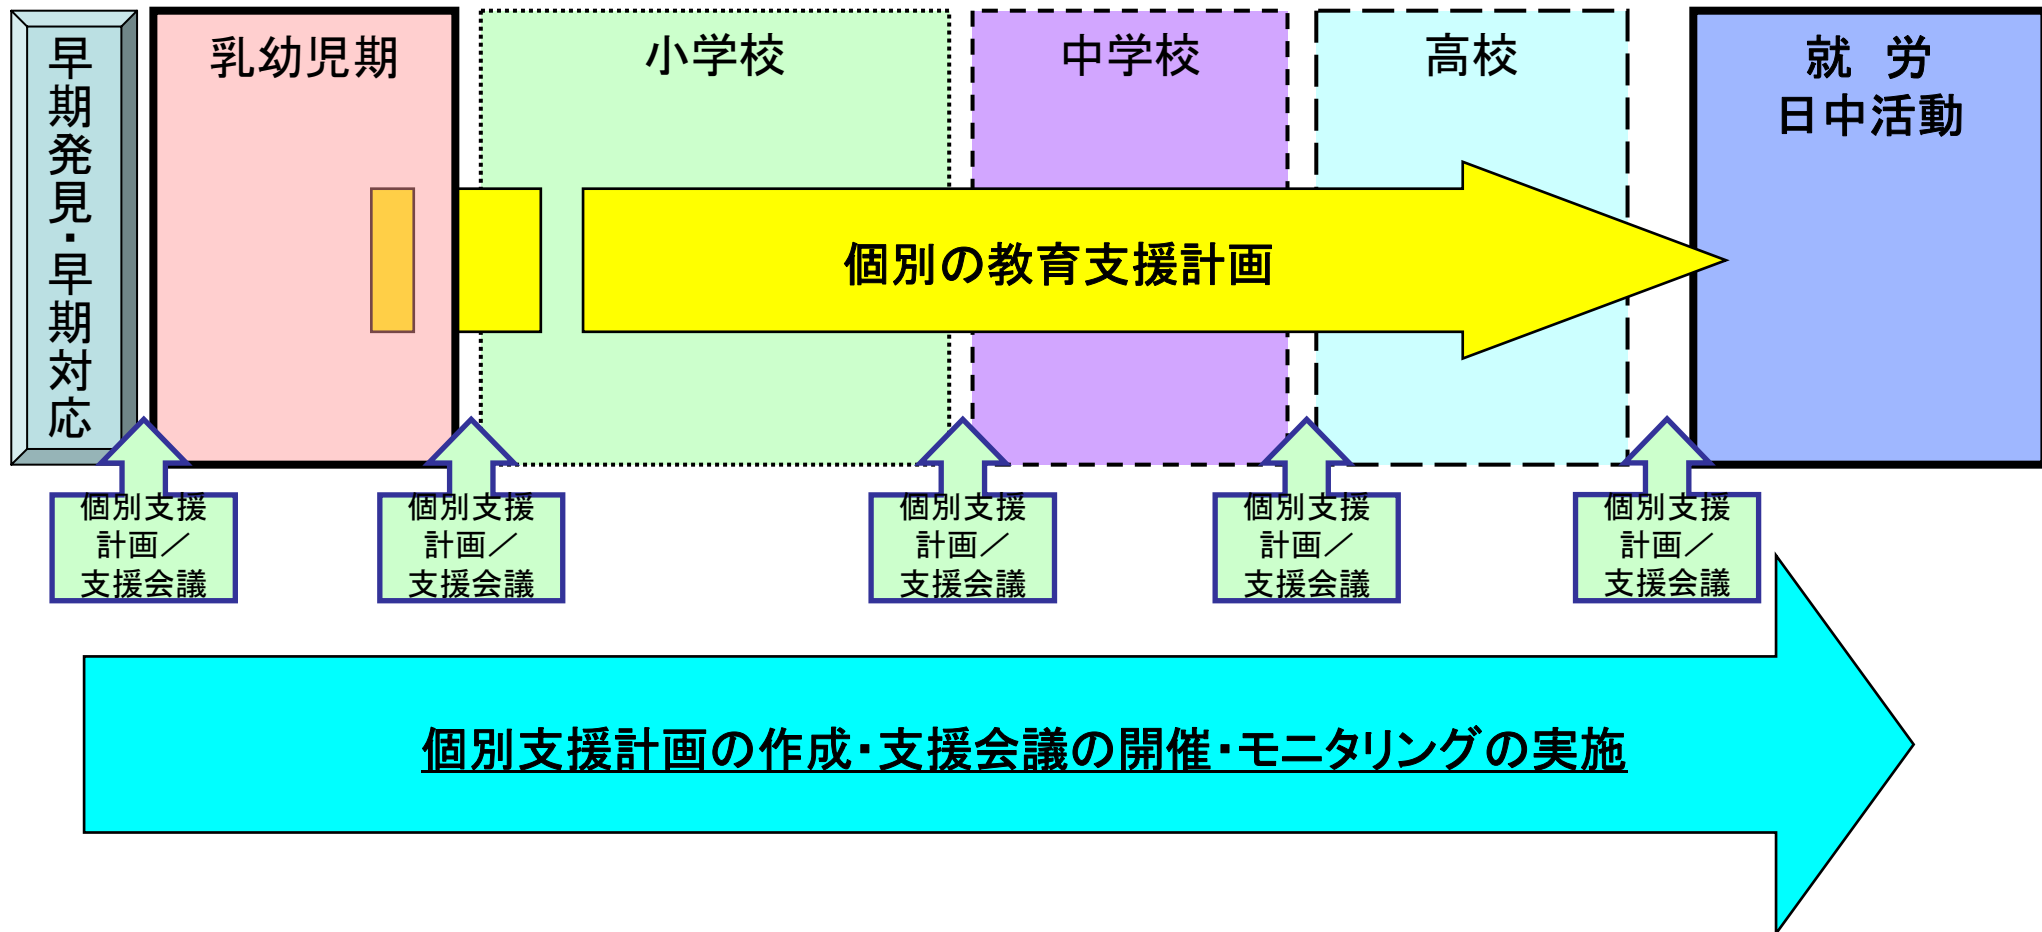 早期発見・早期対応
乳幼児期
小学校
中学校
高校
就　労
日中活動
個別の教育支援計画
個別支援
計画／
支援会議
個別支援
計画／
支援会議
個別支援
計画／
支援会議
個別支援
計画／
支援会議
個別支援
計画／
支援会議
個別支援計画の作成・支援会議の開催・モニタリングの実施